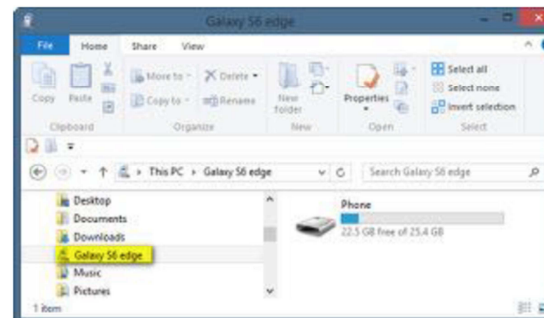 Galaxy S6 edge
File Home Share View
Copy Paste Move to Copy to Delete Rename New folder Properties Select all Select none Invert selection
Clipboard Organize New Open Select
This PC Galaxy S6 edge Search Galaxy S6 edge
Desktop
Documents
Downloads
Galaxy S6 edge
Music
Pictures
Phone
22.5 GB free of 25.4 GB
1 item